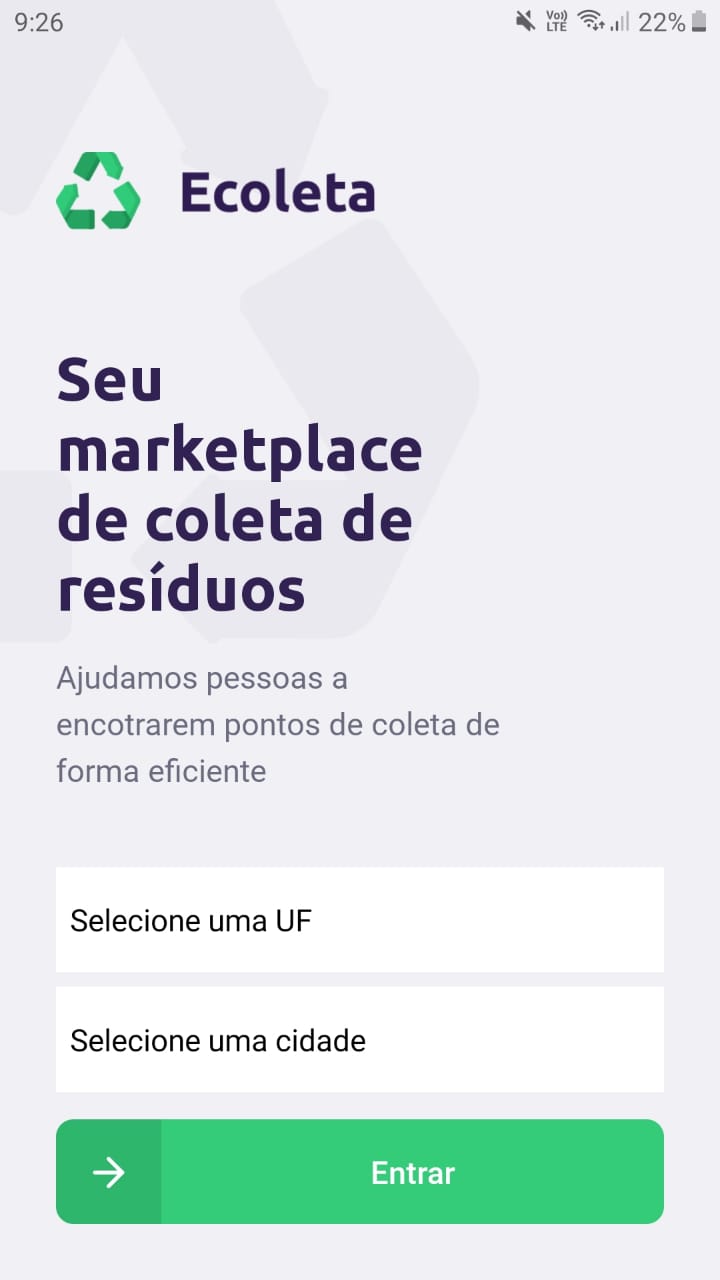 9:26
Vo)) LTE 22%
Ecoleta
Seu
marketplace
de coleta de
resíduos
Ajudamos pessoas a
encotrarem pontos de coleta de
forma eficiente
Selecione uma UF
Selecione uma cidade
Entrar